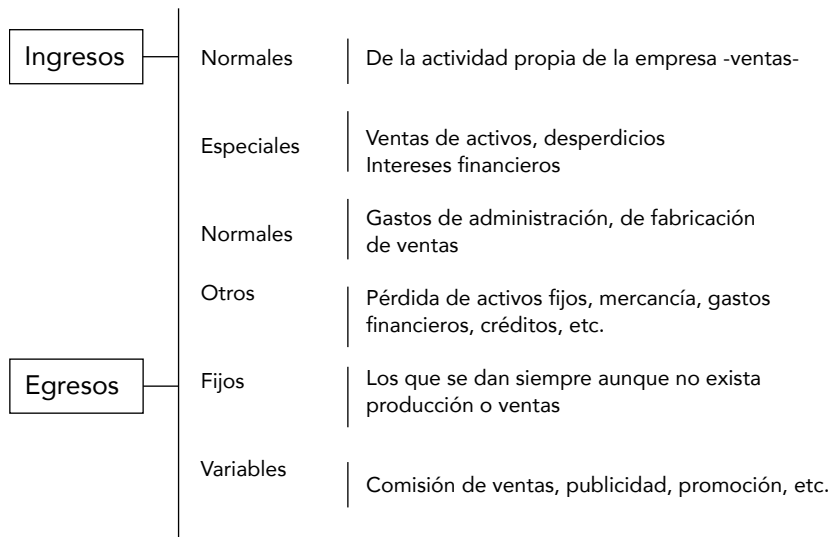 Ingresos
Normales
De la actividad propia de la empresa -ventas-
Especiales
Ventas de activos, desperdicios
Intereses financieros
Normales
Gastos de administración, de fabricación
de ventas
Otros
Pérdida de activos fijos, mercancía, gastos
financieros, créditos, etc.
Egresos
Fijos
Los que se dan siempre aunque no exista
producción o ventas
Variables
Comisión de ventas, publicidad, promoción, etc.